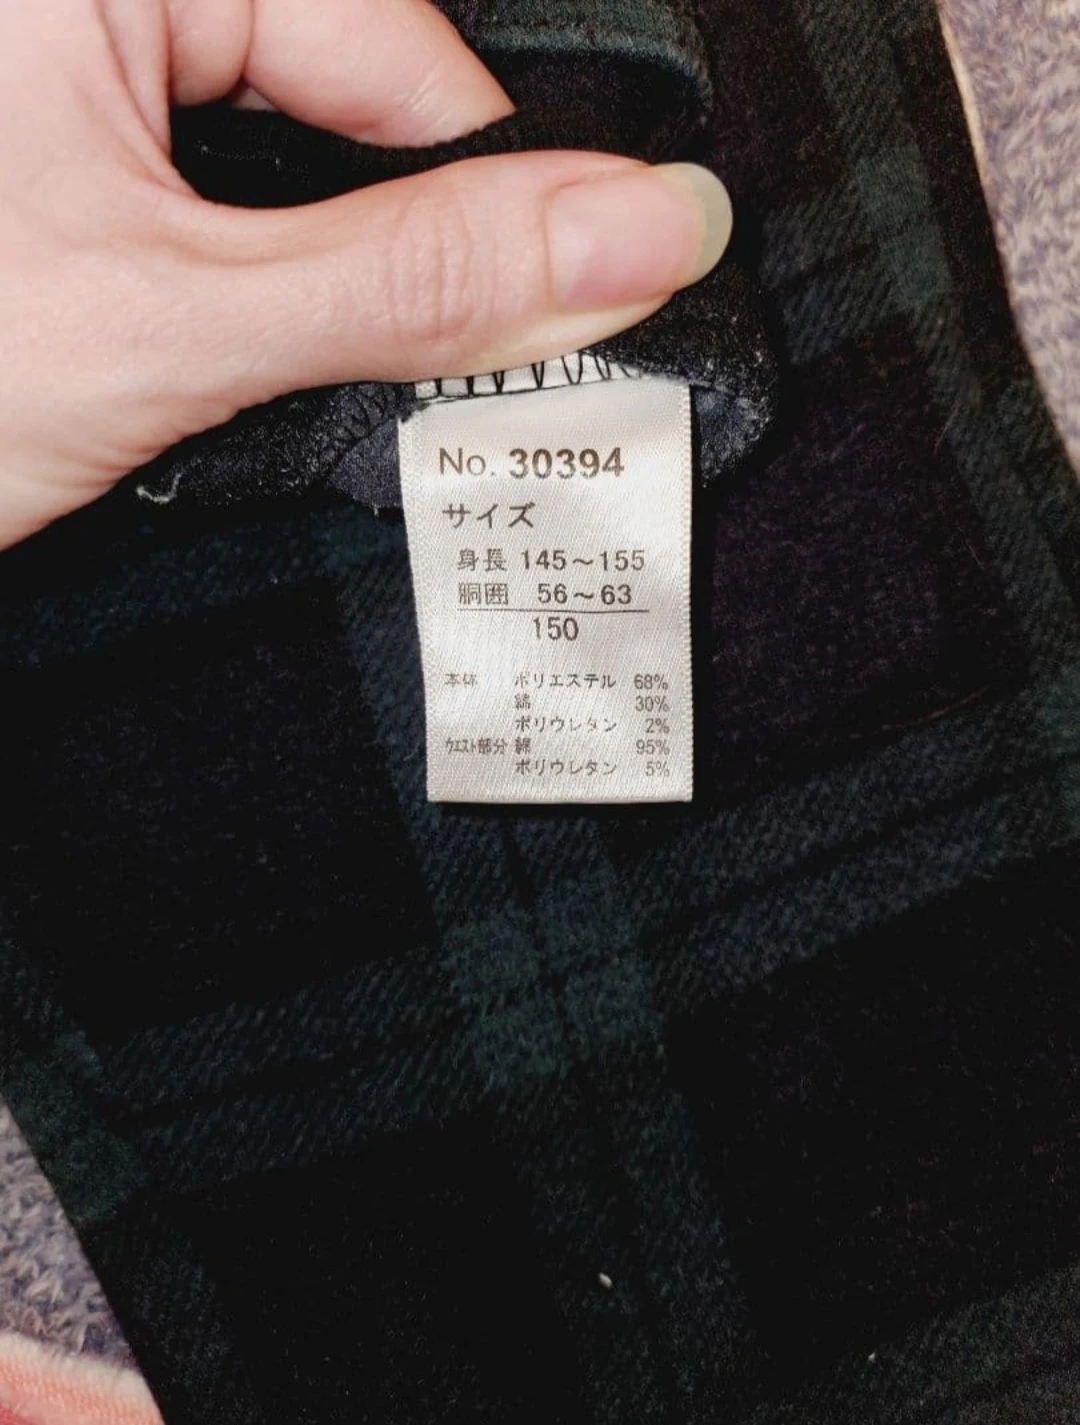 No. 30394
サイズ
身長 145～155
胴囲 56～63
150
本体 ポリエステル 68%
綿 30%
ポリウレタン 2%
ウエスト部分 綿 95%
ポリウレタン 5%